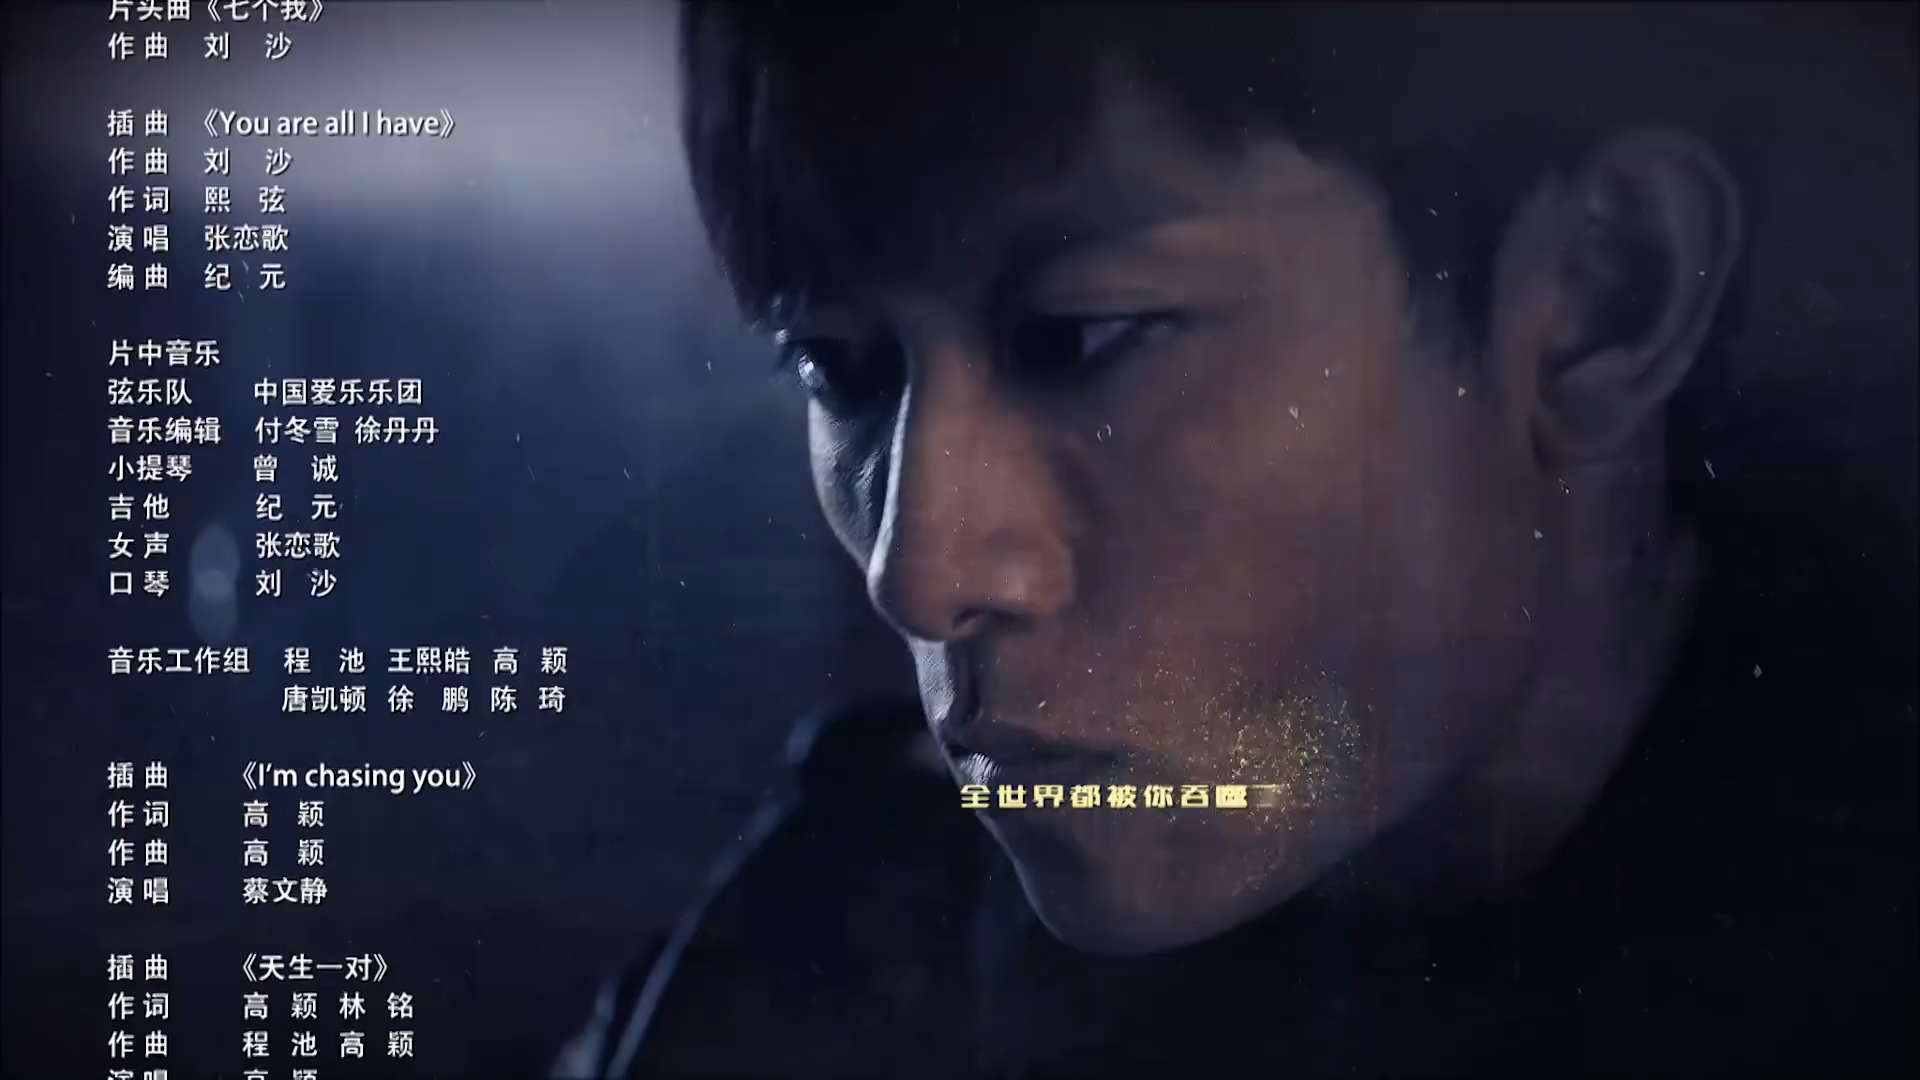 片头曲《七个我》
作曲 刘 沙
插曲 《You are all I have》
作曲 刘 沙
作词 熙 弦
演唱 张恋歌
编曲 纪 元
片中音乐
弦乐队 中国爱乐乐团
音乐编辑 付冬雪 徐丹丹
小提琴 曾 诚
吉他 纪 元
女声 张恋歌
口琴 刘 沙
音乐工作组 程 池 王熙皓 高 颖
唐凯顿 徐 鹏 陈 琦
插曲 《I'm chasing you》
作词 高 颖
作曲 高 颖
演唱 蔡文静
插曲 《天生一对》
作词 高 颖 林 铭
作曲 程 池 高 颖
演唱 高 颖
全世界都被你吞噬